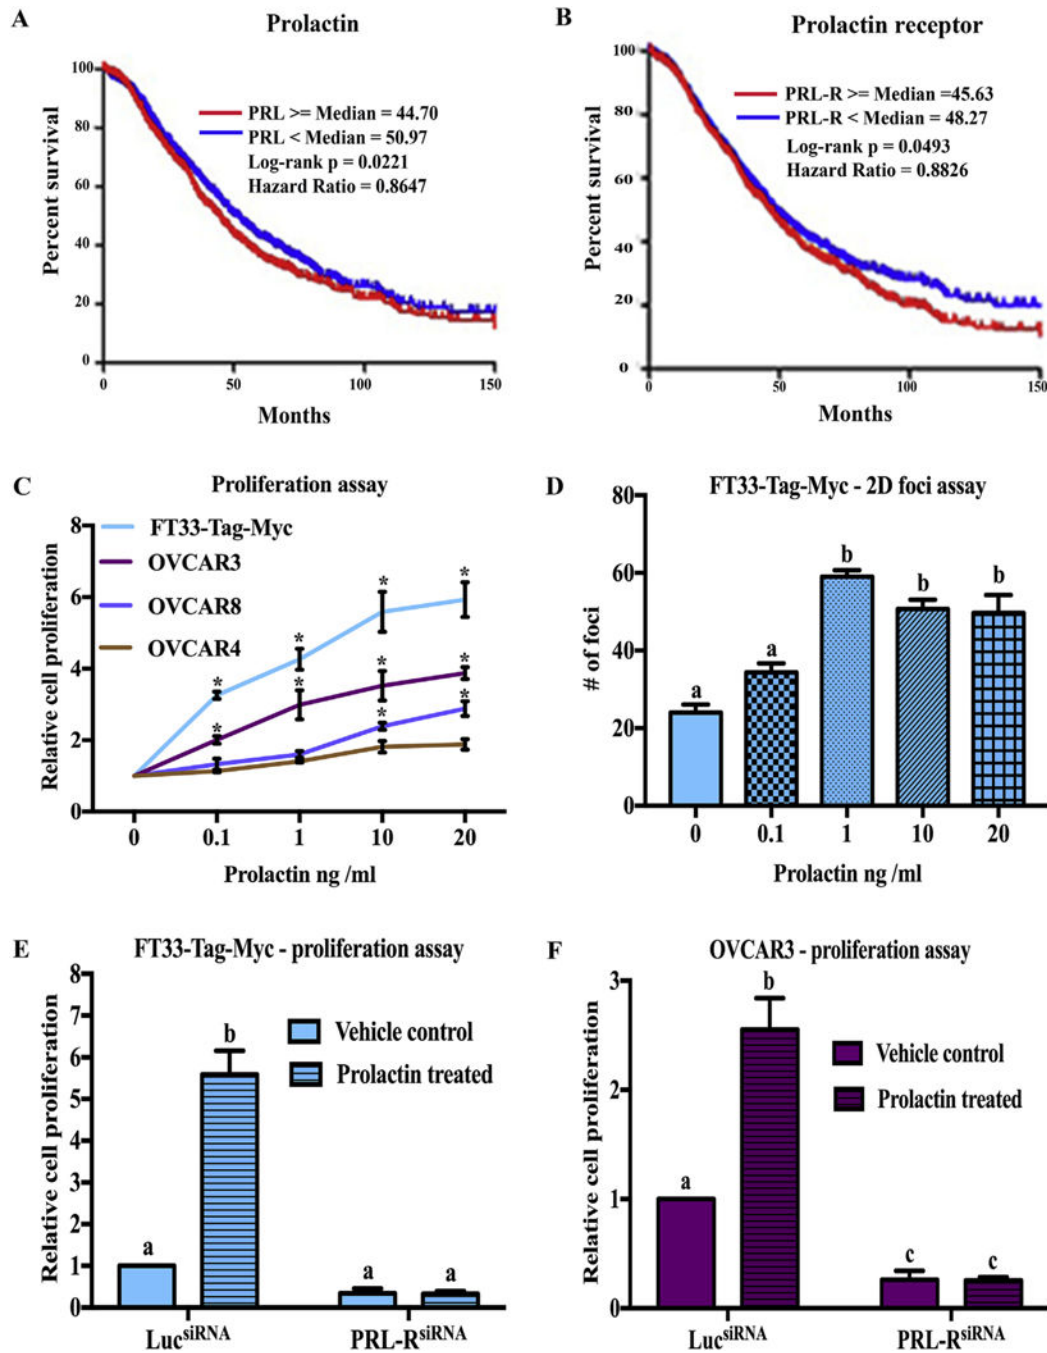 A
Prolactin
Percent survival
100
80
60
40
20
0
PRL >= Median = 44.70
PRL < Median = 50.97
Log-rank p = 0.0221
Hazard Ratio = 0.8647
0 50 100 150
Months
B
Prolactin receptor
Percent survival
100
80
60
40
20
0
PRL-R >= Median =45.63
PRL-R < Median = 48.27
Log-rank p = 0.0493
Hazard Ratio = 0.8826
0 50 100 150
Months
C
Proliferation assay
Relative cell proliferation
8
6
4
2
0
FT33-Tag-Myc
OVCAR3
OVCAR8
OVCAR4
* * * *
* * * *
* *
0 0.1 1 10 20
Prolactin ng /ml
D
FT33-Tag-Myc - 2D foci assay
# of foci
80
60
40
20
0
a a b b b
0 0.1 1 10 20
Prolactin ng /ml
E
FT33-Tag-Myc - proliferation assay
Relative cell proliferation
8
7
6
5
4
3
2
1
0
Vehicle control
Prolactin treated
a b a a
Luc^siRNA PRL-R^siRNA
F
OVCAR3 - proliferation assay
Relative cell proliferation
3
2
1
0
Vehicle control
Prolactin treated
a b c c
Luc^siRNA PRL-R^siRNA